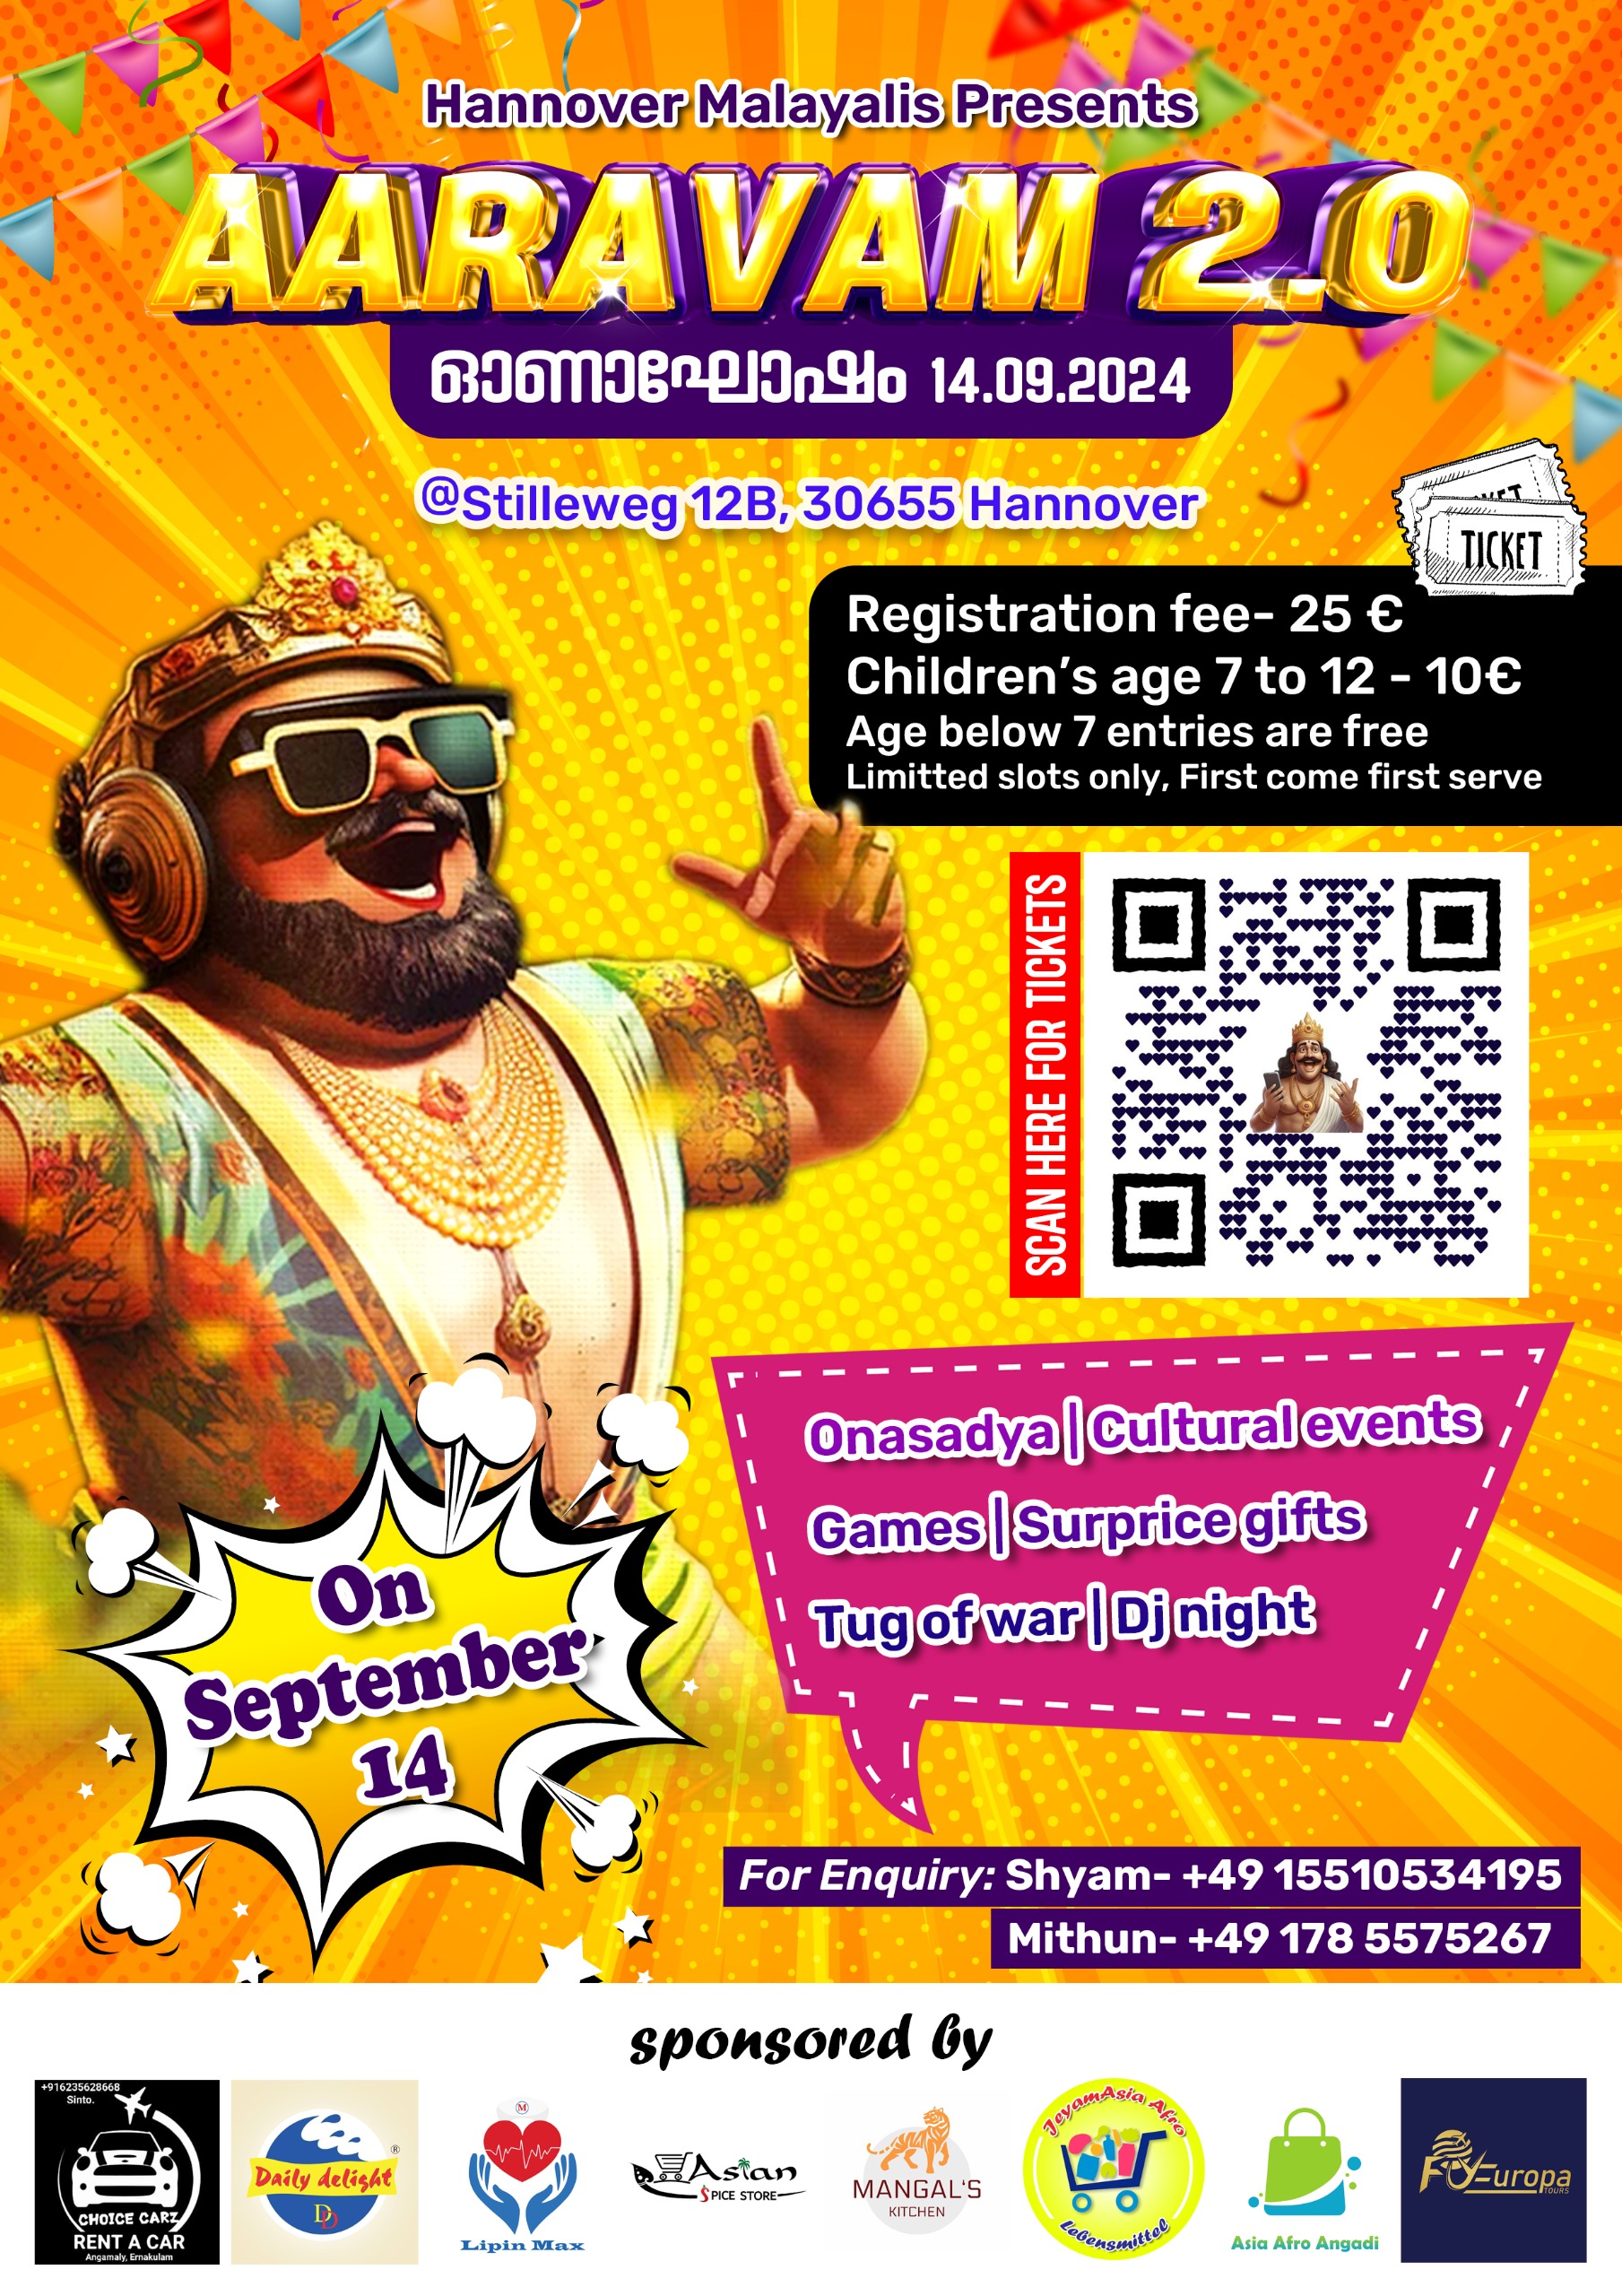 Hannover Malayalis Presents
AARAVAM 2.0
ഓണാഘോഷം 14.09.2024
@Stilleweg 12B, 30655 Hannover
TICKET
Registration fee- 25 €
Children's age 7 to 12 - 10€
Age below 7 entries are free
Limitted slots only, First come first serve
SCAN HERE FOR TICKETS
Onasadya | Cultural events
Games | Surprice gifts
Tug of war | Dj night
On
September
14
For Enquiry: Shyam- +49 15510534195
Mithun- +49 178 5575267
sponsored by
+916235628668
Sinto.
CHOICE CARZ
RENT A CAR
Angamaly, Ernakulam
Daily delight ®
DD
M
Lipin Max
Asian
SPICE STORE
MANGAL'S
KITCHEN
JeyamAsia Afro
Lebensmittel
Asia Afro Angadi
Europa
TOURS